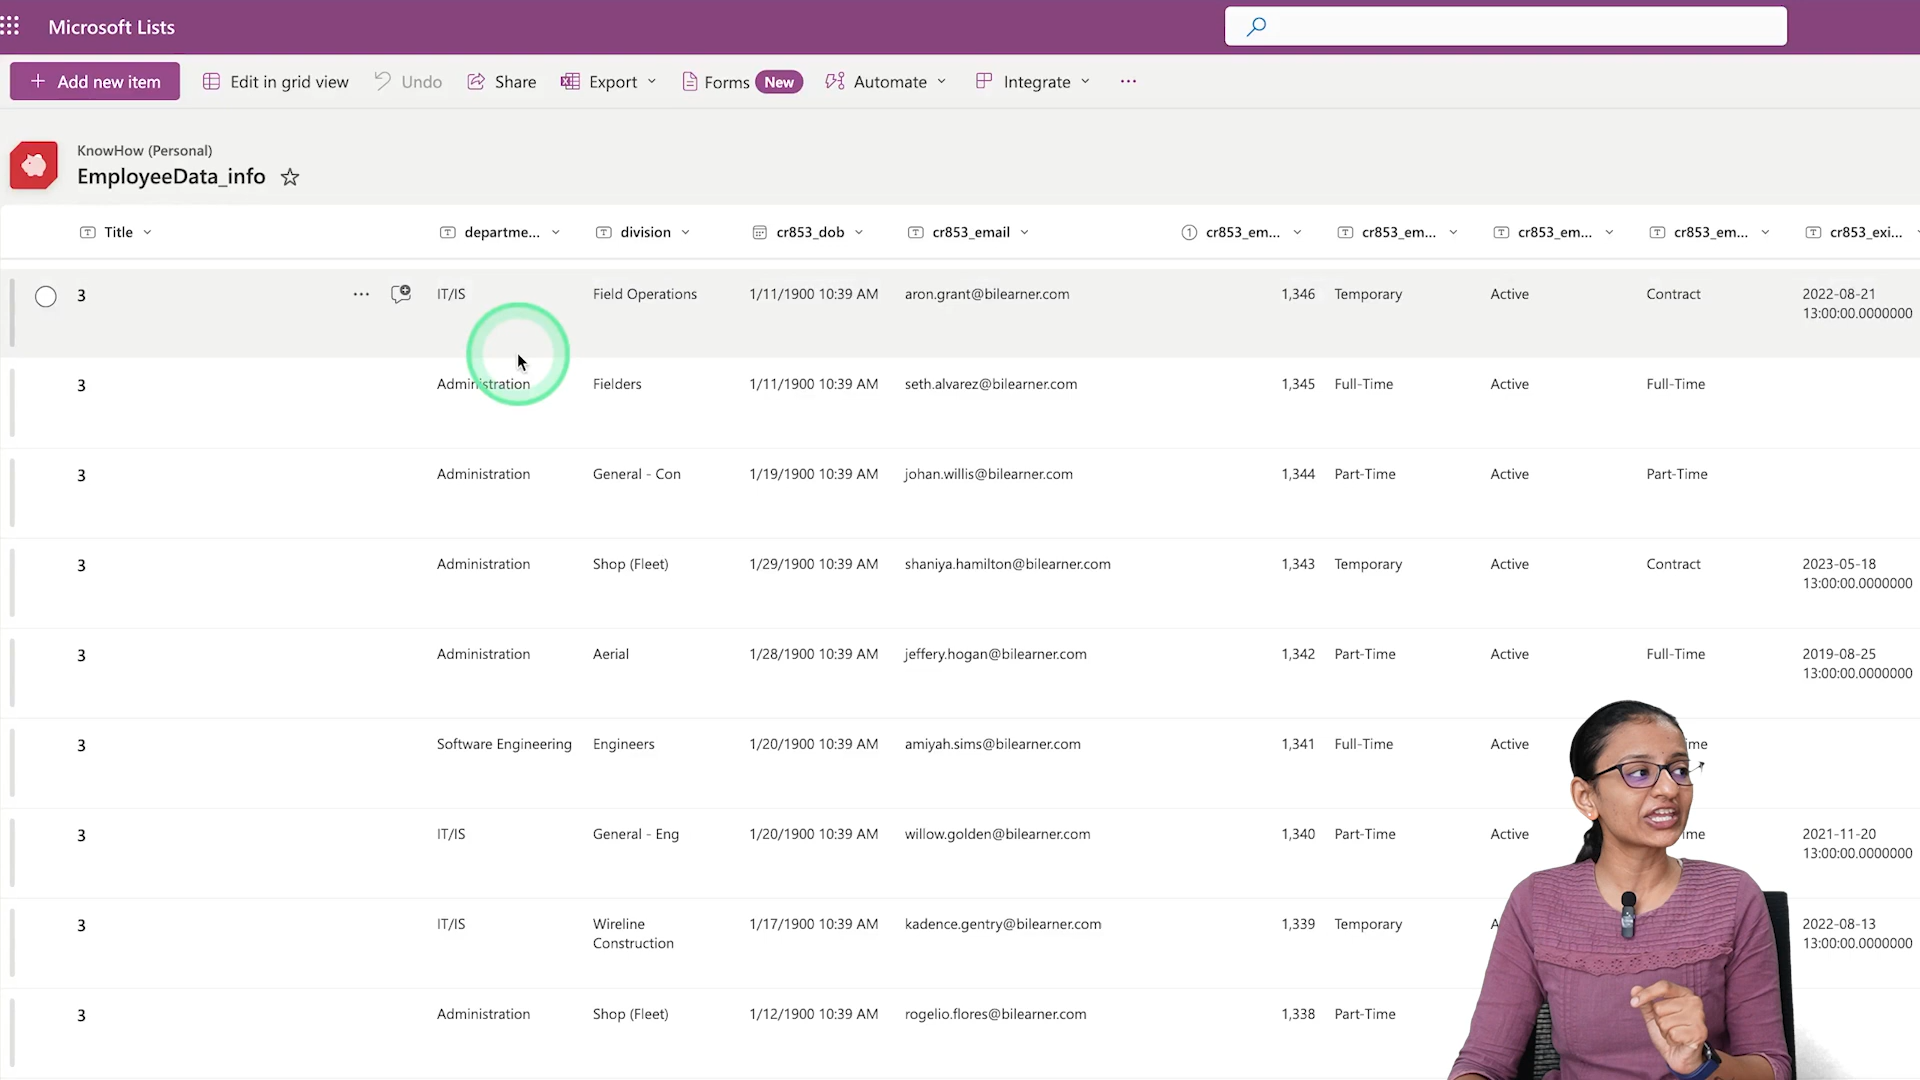 Microsoft Lists
Add new item
Edit in grid view
Undo
Share
Export
Forms New
Automate
Integrate
KnowHow (Personal)
EmployeeData_info
Title departme... division cr853_dob cr853_email cr853_em... cr853_em... cr853_em... cr853_em... cr853_exi...
3 IT/IS Field Operations 1/11/1900 10:39 AM aron.grant@bilearner.com 1,346 Temporary Active Contract 2022-08-21
13:00:00.0000000
3 Administration Fielders 1/11/1900 10:39 AM seth.alvarez@bilearner.com 1,345 Full-Time Active Full-Time
3 Administration General - Con 1/19/1900 10:39 AM johan.willis@bilearner.com 1,344 Part-Time Active Part-Time
3 Administration Shop (Fleet) 1/29/1900 10:39 AM shaniya.hamilton@bilearner.com 1,343 Temporary Active Contract 2023-05-18
13:00:00.0000000
3 Administration Aerial 1/28/1900 10:39 AM jeffery.hogan@bilearner.com 1,342 Part-Time Active Full-Time 2019-08-25
13:00:00.0000000
3 Software Engineering Engineers 1/20/1900 10:39 AM amiyah.sims@bilearner.com 1,341 Full-Time Active
3 IT/IS General - Eng 1/20/1900 10:39 AM willow.golden@bilearner.com 1,340 Part-Time Active 2021-11-20
13:00:00.0000000
3 IT/IS Wireline 1/17/1900 10:39 AM kadence.gentry@bilearner.com 1,339 Temporary 2022-08-13
Construction 13:00:00.0000000
3 Administration Shop (Fleet) 1/12/1900 10:39 AM rogelio.flores@bilearner.com 1,338 Part-Time